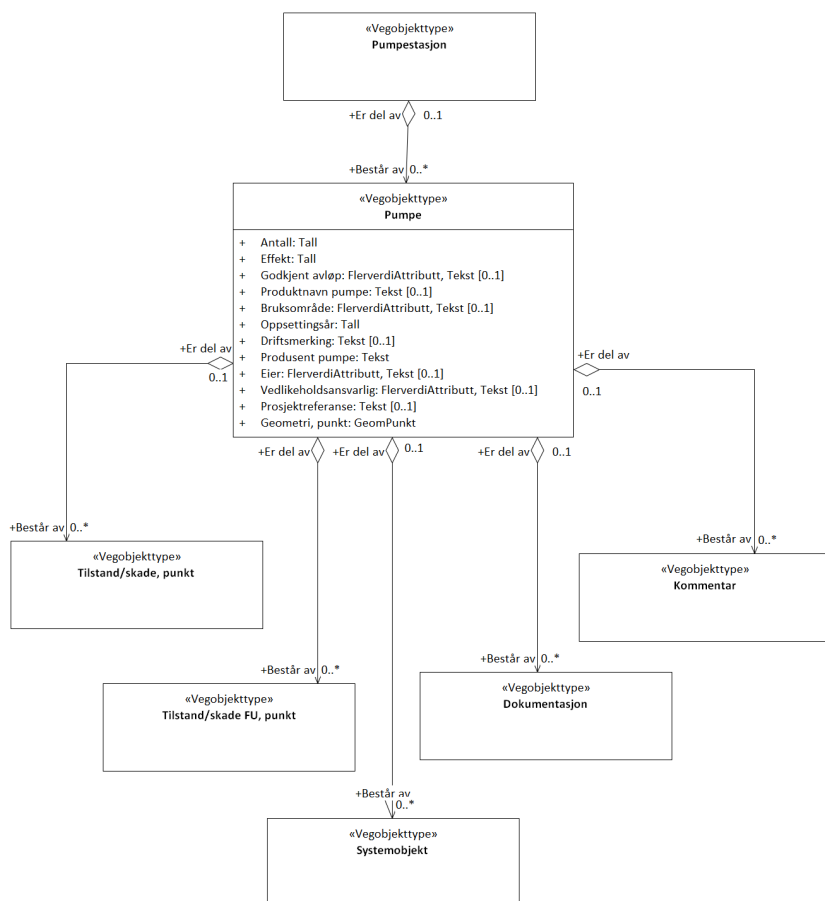 «Vegobjekttype»
Pumpestasjon
+Er del av 0..1
+Består av 0..*
«Vegobjekttype»
Pumpe
+ Antall: Tall
+ Effekt: Tall
+ Godkjent avløp: FlerverdiAttributt, Tekst [0..1]
+ Produktnavn pumpe: Tekst [0..1]
+ Bruksområde: FlerverdiAttributt, Tekst [0..1]
+ Oppsettingsår: Tall
+ Driftsmerking: Tekst [0..1]
+ Produsent pumpe: Tekst
+ Eier: FlerverdiAttributt, Tekst [0..1]
+ Vedlikeholdsansvarlig: FlerverdiAttributt, Tekst [0..1]
+ Prosjektreferanse: Tekst [0..1]
+ Geometri, punkt: GeomPunkt
+Er del av
0..1
+Er del av
0..1
+Er del av
+Er del av 0..1
+Er del av 0..1
+Består av 0..*
«Vegobjekttype»
Tilstand/skade, punkt
+Består av 0..*
«Vegobjekttype»
Kommentar
+Består av 0..*
«Vegobjekttype»
Tilstand/skade FU, punkt
+Består av 0..*
«Vegobjekttype»
Dokumentasjon
+Består av
0..*
«Vegobjekttype»
Systemobjekt